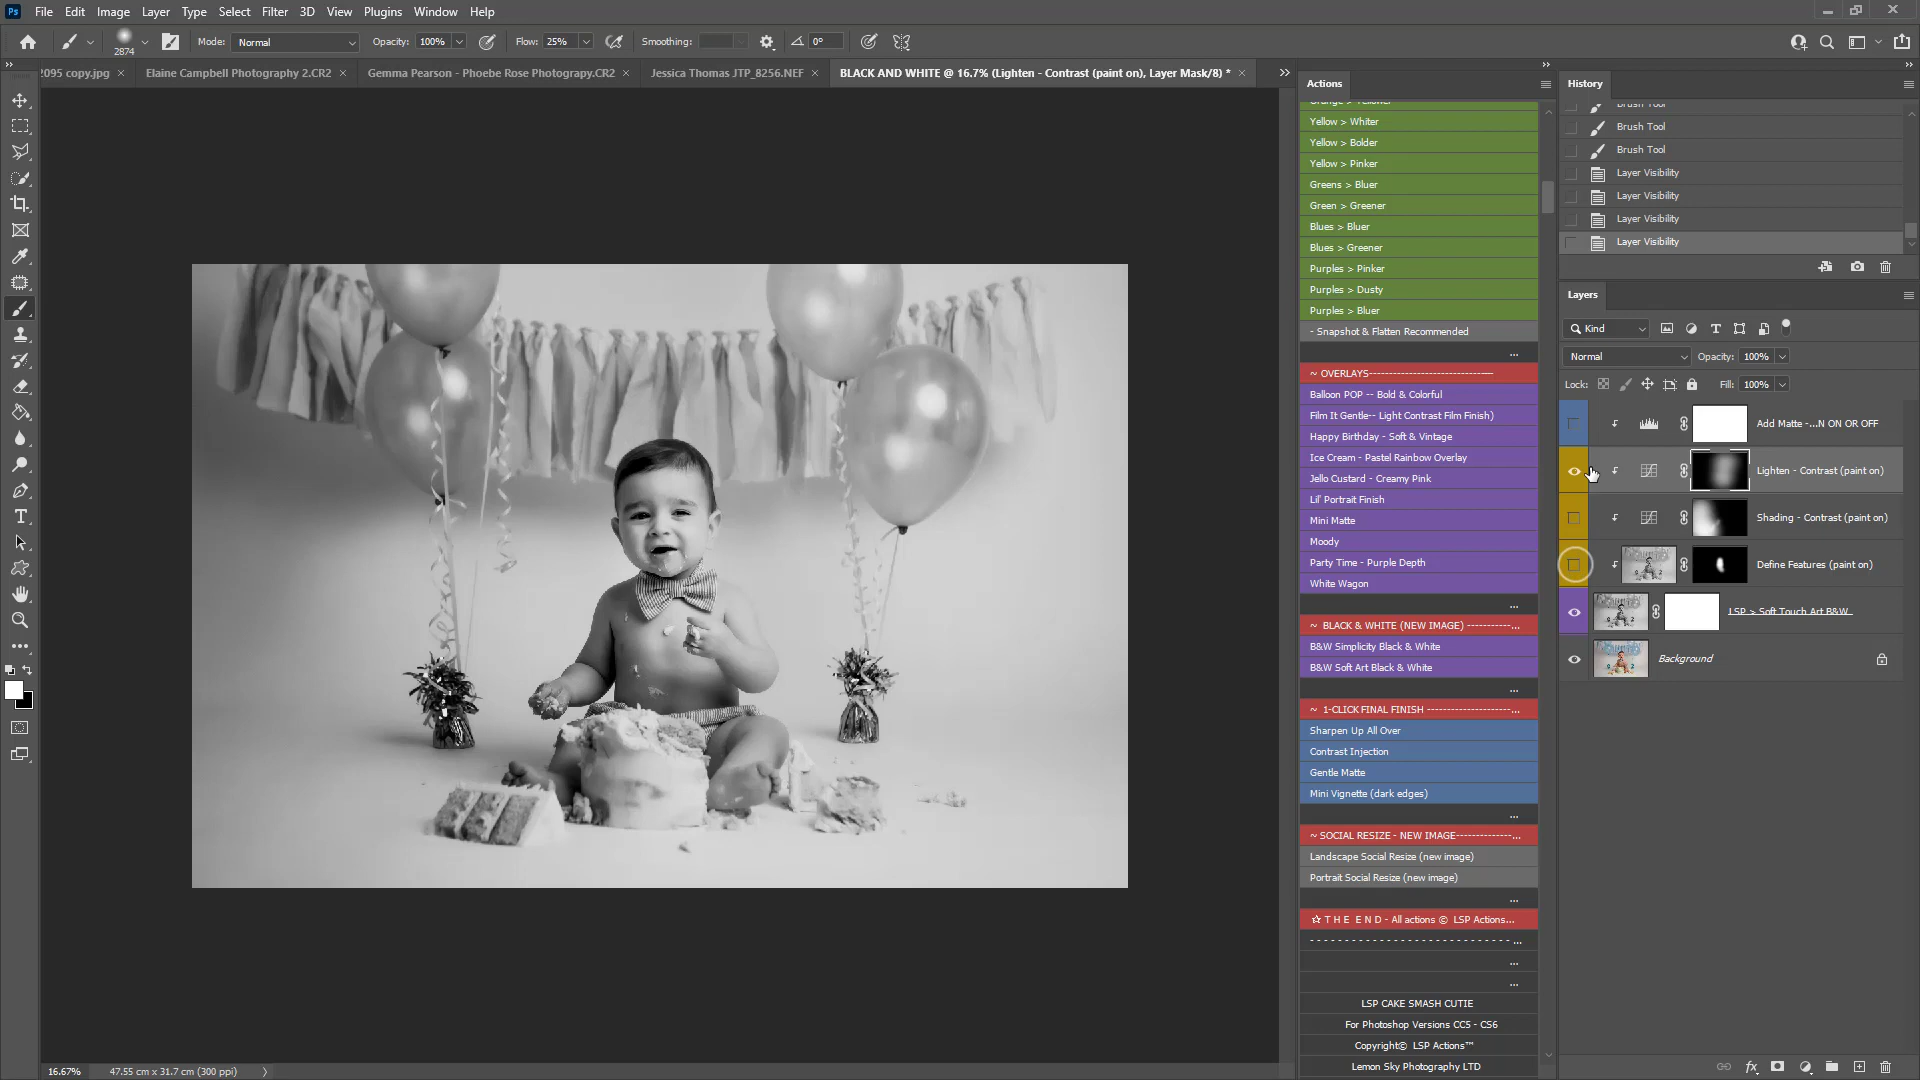 Ps File Edit Image Layer Type Select Filter 3D View Plugins Window Help
2874 Mode: Normal Opacity: 100% Flow: 25% Smoothing: 0°
2095 copy.jpg × Elaine Campbell Photography 2.CR2 × Gemma Pearson - Phoebe Rose Photograpy.CR2 × Jessica Thomas JTP_8256.NEF × BLACK AND WHITE @ 16.7% (Lighten - Contrast (paint on), Layer Mask/8) * ×
Actions
Orange > Yellower
Yellow > Whiter
Yellow > Bolder
Yellow > Pinker
Greens > Bluer
Green > Greener
Blues > Bluer
Blues > Greener
Purples > Pinker
Purples > Dusty
Purples > Bluer
- Snapshot & Flatten Recommended
...
~ OVERLAYS-----------------------------
Balloon POP -- Bold & Colorful
Film It Gentle-- Light Contrast Film Finish)
Happy Birthday - Soft & Vintage
Ice Cream - Pastel Rainbow Overlay
Jello Custard - Creamy Pink
Lil' Portrait Finish
Mini Matte
Moody
Party Time - Purple Depth
White Wagon
...
~ BLACK & WHITE (NEW IMAGE) -----------...
B&W Simplicity Black & White
B&W Soft Art Black & White
...
~ 1-CLICK FINAL FINISH ---------------------...
Sharpen Up All Over
Contrast Injection
Gentle Matte
Mini Vignette (dark edges)
...
~ SOCIAL RESIZE - NEW IMAGE--------------...
Landscape Social Resize (new image)
Portrait Social Resize (new image)
...
☆ T H E E N D - All actions © LSP Actions...
- - - - - - - - - - - - - - - - - - - - - - - - - - - - - - ...
...
...
LSP CAKE SMASH CUTIE
For Photoshop Versions CC5 - CS6
Copyright© LSP Actions™
Lemon Sky Photography LTD
History
Brush Tool
Brush Tool
Brush Tool
Layer Visibility
Layer Visibility
Layer Visibility
Layer Visibility
Layers
Kind
Normal Opacity: 100%
Lock: Fill: 100%
Add Matte -...N ON OR OFF
Lighten - Contrast (paint on)
Shading - Contrast (paint on)
Define Features (paint on)
LSP > Soft Touch Art B&W
Background
fx
16.67% 47.55 cm x 31.7 cm (300 ppi)